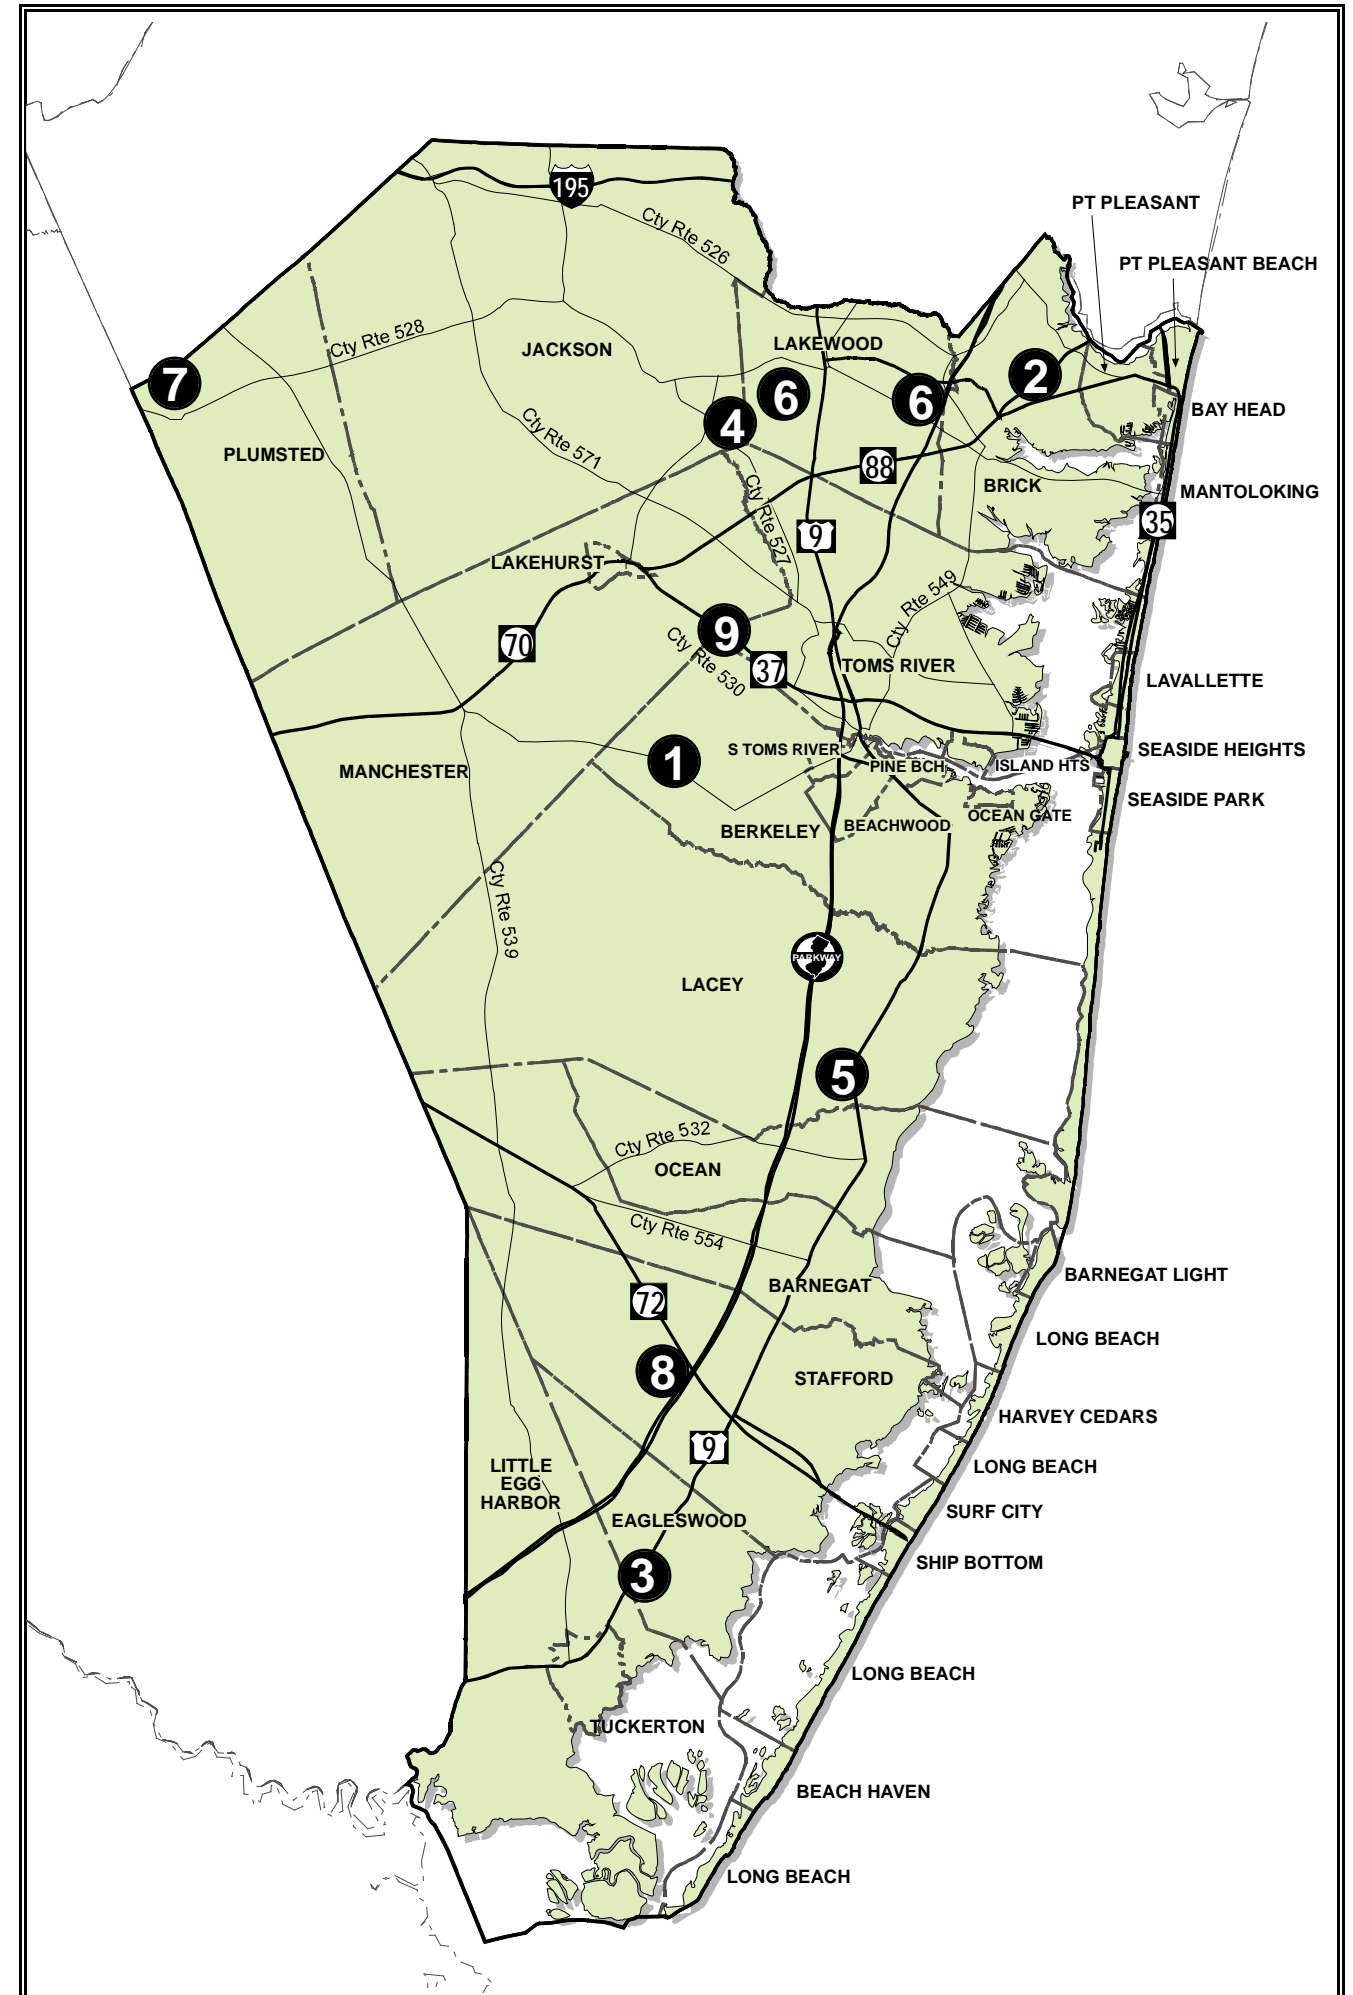 195
Cty Rte 526
PT PLEASANT
PT PLEASANT BEACH
Cty Rte 528
JACKSON
LAKEWOOD
7
6
6
2
4
BAY HEAD
PLUMSTED
Cty Rte 571
88
BRICK
MANTOLOKING
Cty Rte 527
9
35
LAKEHURST
Cty Rte 549
70
9
Cty Rte 530
37
TOMS RIVER
LAVALLETTE
1
S TOMS RIVER
PINE BCH
ISLAND HTS
SEASIDE HEIGHTS
MANCHESTER
SEASIDE PARK
BERKELEY
BEACHWOOD
OCEAN GATE
Cty Rte 539
PARKWAY
LACEY
5
Cty Rte 532
OCEAN
Cty Rte 554
BARNEGAT
BARNEGAT LIGHT
72
LONG BEACH
8
STAFFORD
HARVEY CEDARS
9
LITTLE
EGG
HARBOR
LONG BEACH
SURF CITY
EAGLESWOOD
SHIP BOTTOM
3
LONG BEACH
TUCKERTON
BEACH HAVEN
LONG BEACH